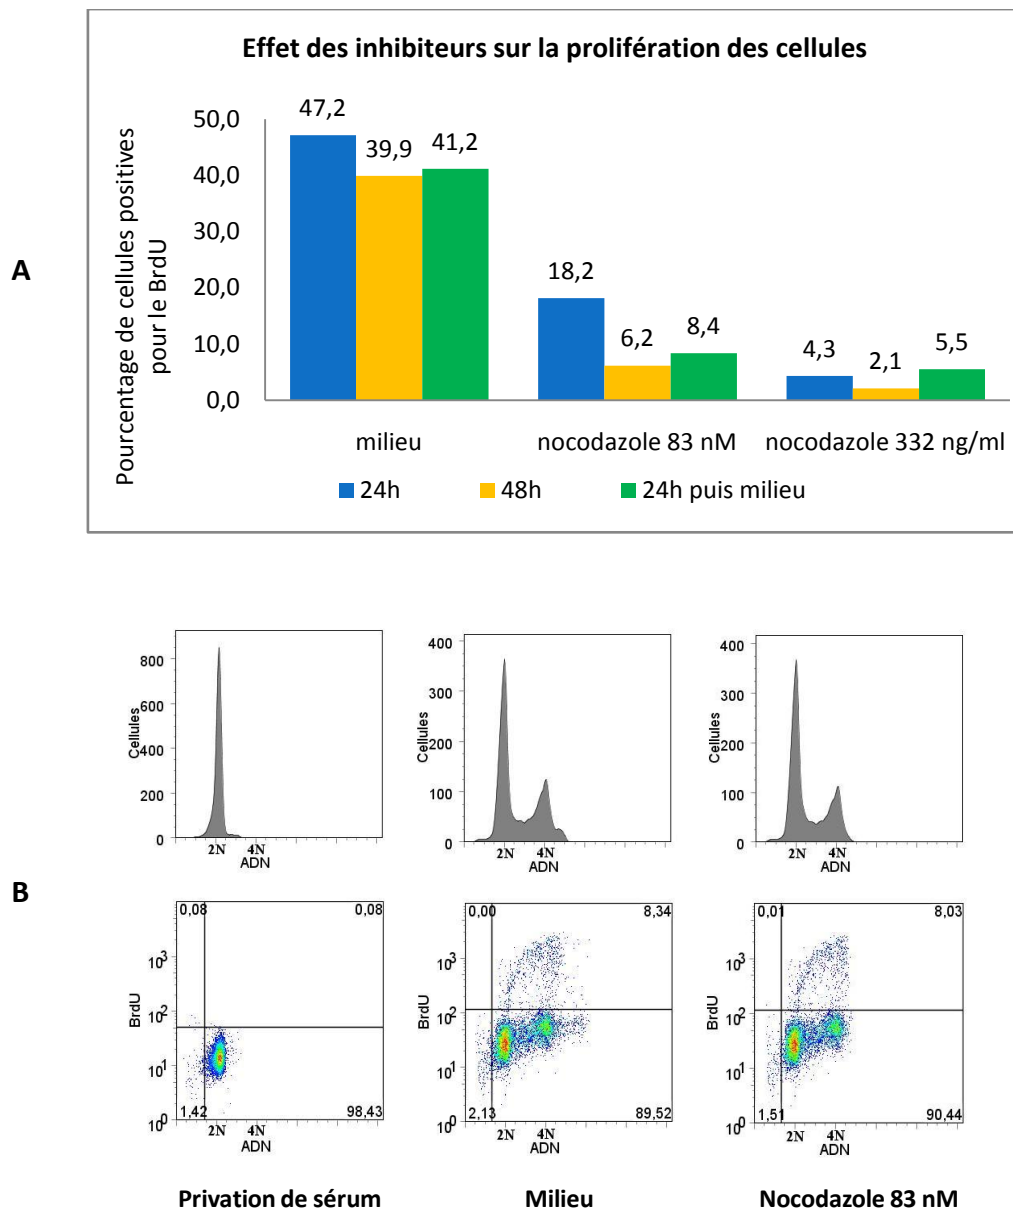 Effet des inhibiteurs sur la prolifération des cellules
A
Pourcentage de cellules positives
pour le BrdU
50,0
40,0
30,0
20,0
10,0
0,0
47,2
39,9
41,2
18,2
6,2
8,4
4,3
2,1
5,5
milieu
nocodazole 83 nM
nocodazole 332 ng/ml
24h
48h
24h puis milieu
B
Cellules
800
600
400
200
0
2N
4N
ADN
Cellules
400
300
200
100
0
2N
4N
ADN
Cellules
400
300
200
100
0
2N
4N
ADN
BrdU
10³
10²
10¹
10⁰
0,08
0,08
1,42
98,43
2N
4N
ADN
BrdU
10³
10²
10¹
10⁰
0,00
8,34
2,13
89,52
2N
4N
ADN
BrdU
10³
10²
10¹
10⁰
0,01
8,03
1,51
90,44
2N
4N
ADN
Privation de sérum
Milieu
Nocodazole 83 nM